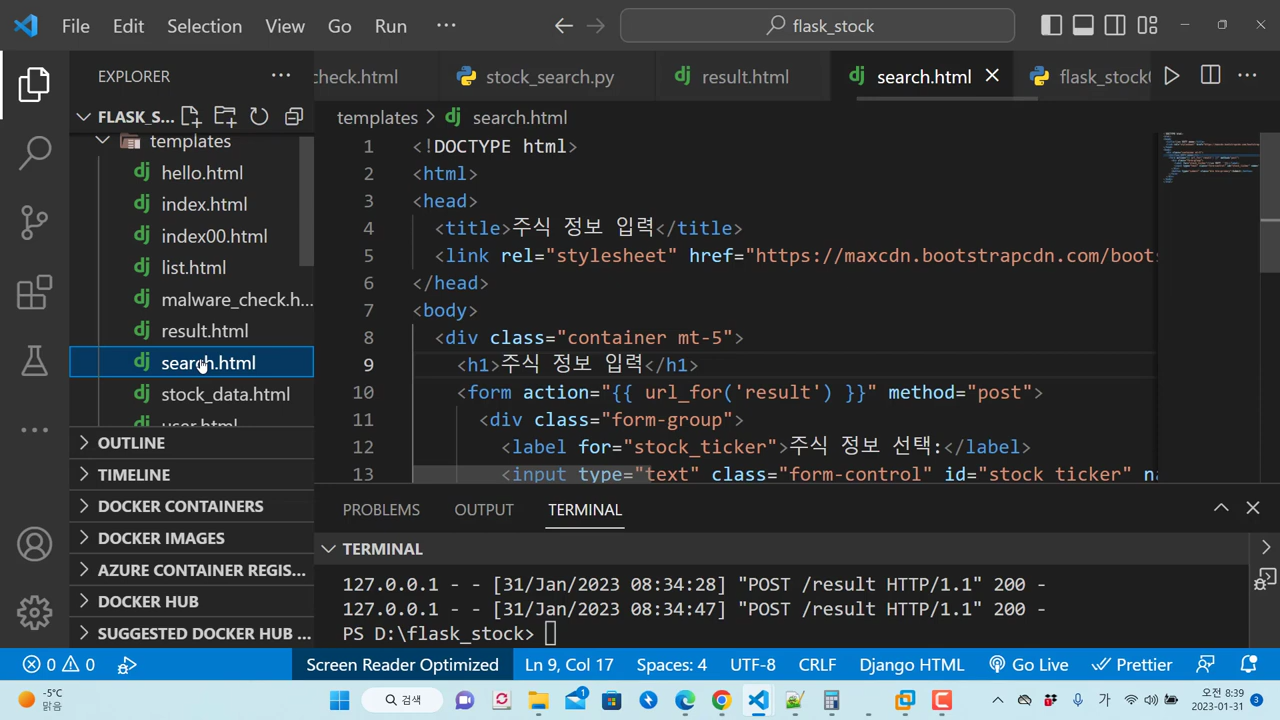 File Edit Selection View Go Run ··· flask_stock
EXPLORER ···
check.html stock_search.py result.html search.html flask_stock
FLASK_S...
templates > search.html
templates
hello.html
index.html
index00.html
list.html
malware_check.h...
result.html
search.html
stock_data.html
user.html
OUTLINE
TIMELINE
DOCKER CONTAINERS
DOCKER IMAGES
AZURE CONTAINER REGIS...
DOCKER HUB
SUGGESTED DOCKER HUB ...
1 <!DOCTYPE html>
2 <html>
3 <head>
4 <title>주식 정보 입력</title>
5 <link rel="stylesheet" href="https://maxcdn.bootstrapcdn.com/boots
6 </head>
7 <body>
8 <div class="container mt-5">
9 <h1>주식 정보 입력</h1>
10 <form action="{{ url_for('result') }}" method="post">
11 <div class="form-group">
12 <label for="stock_ticker">주식 정보 선택:</label>
13 <input type="text" class="form-control" id="stock_ticker" na
PROBLEMS OUTPUT TERMINAL
TERMINAL
127.0.0.1 - - [31/Jan/2023 08:34:28] "POST /result HTTP/1.1" 200 -
127.0.0.1 - - [31/Jan/2023 08:34:47] "POST /result HTTP/1.1" 200 -
PS D:\flask_stock>
0 0 Screen Reader Optimized Ln 9, Col 17 Spaces: 4 UTF-8 CRLF Django HTML Go Live Prettier
-5°C
맑음
검색
1
가
오전 8:39
2023-01-31
3